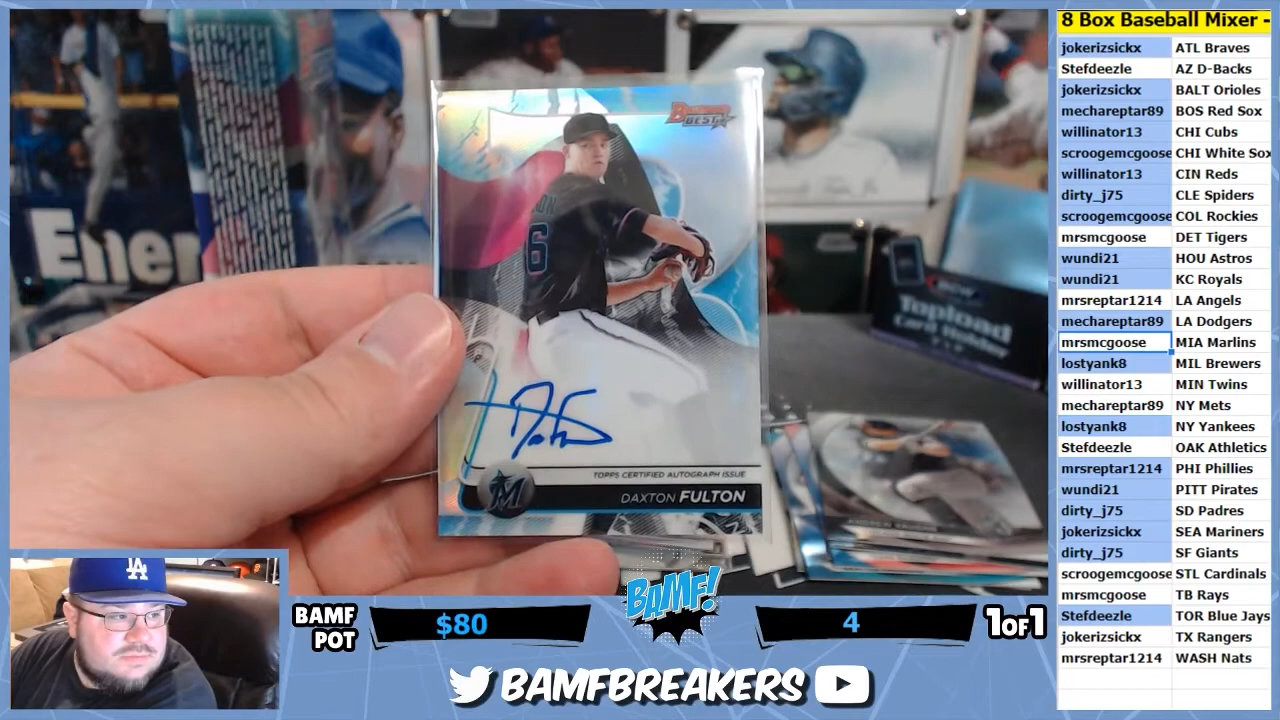 Ener
BOWMAN'S BEST
6
TOPPS CERTIFIED AUTOGRAPH ISSUE
M
DAXTON FULTON
Topload
Card Holder
LA
BAMF POT
$80
BAMF!
4
1OF1
BAMFBREAKERS
8 Box Baseball Mixer -
jokerizsickx ATL Braves
Stefdeezle AZ D-Backs
jokerizsickx BALT Orioles
mechareptar89 BOS Red Sox
willinator13 CHI Cubs
scroogemcgoose CHI White Sox
willinator13 CIN Reds
dirty_j75 CLE Spiders
scroogemcgoose COL Rockies
mrsmcgoose DET Tigers
wundi21 HOU Astros
wundi21 KC Royals
mrsreptar1214 LA Angels
mechareptar89 LA Dodgers
mrsmcgoose MIA Marlins
lostyank8 MIL Brewers
willinator13 MIN Twins
mechareptar89 NY Mets
lostyank8 NY Yankees
Stefdeezle OAK Athletics
mrsreptar1214 PHI Phillies
wundi21 PITT Pirates
dirty_j75 SD Padres
jokerizsickx SEA Mariners
dirty_j75 SF Giants
scroogemcgoose STL Cardinals
mrsmcgoose TB Rays
Stefdeezle TOR Blue Jays
jokerizsickx TX Rangers
mrsreptar1214 WASH Nats